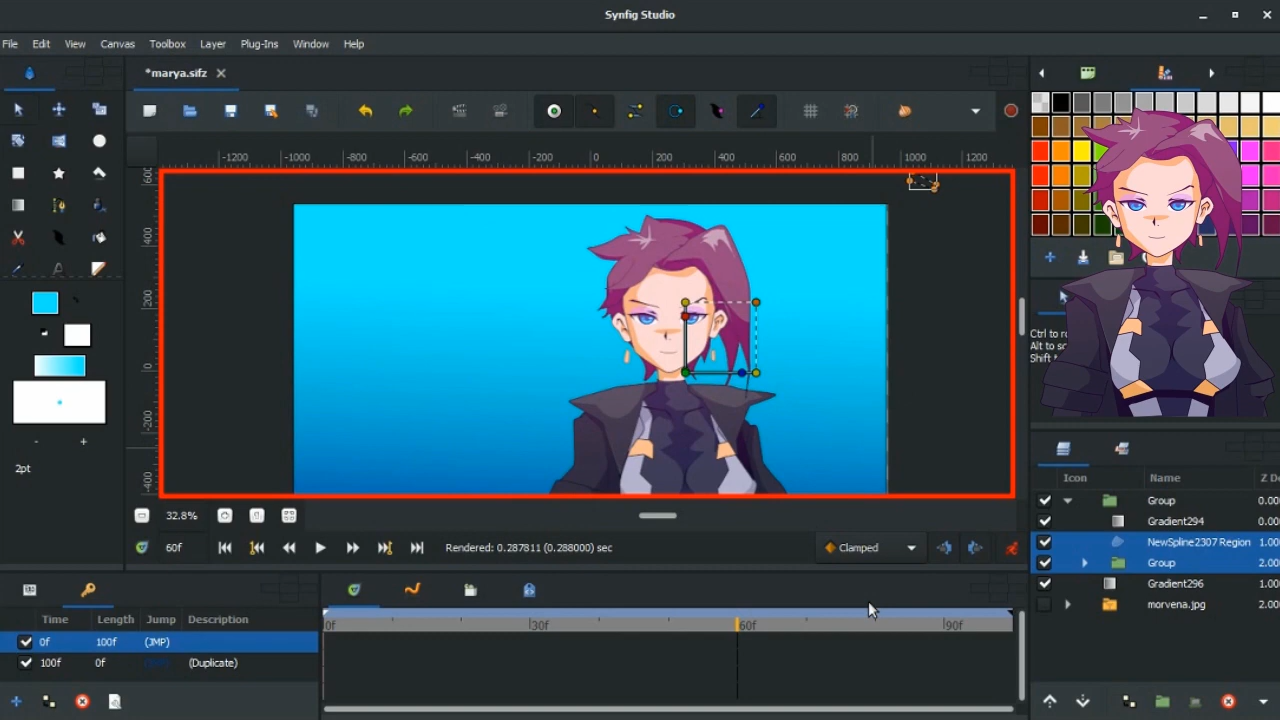 Synfig Studio
File Edit View Canvas Toolbox Layer Plug-Ins Window Help
*marya.sifz
-1200 -1000 -800 -600 -400 -200 0 200 400 600 800 1000 1200
400
200
0
-200
-400
Ctrl to
Alt to
Shift
2pt
Icon Name Z
Group 0.00
Gradient294 0.00
NewSpline2307 Region 1.00
Group 2.00
Gradient296 1.00
morvena.jpg 2.00
32.8%
60f Rendered: 0.287811 (0.288000) sec Clamped
Time Length Jump Description
0f 100f (JMP)
100f 0f (Duplicate)
0f 30f 60f 90f